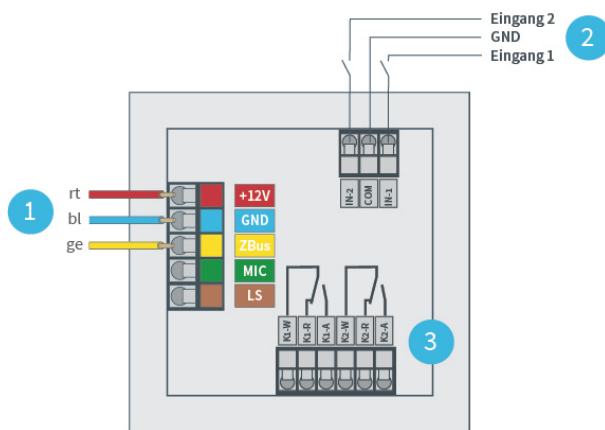 Eingang 2
GND
Eingang 1
2
IN-2
COM
IN-1
1
rt
bl
ge
+12V
GND
ZBus
MIC
LS
K1-W
K1-R
K1-A
K2-W
K2-R
K2-A
3